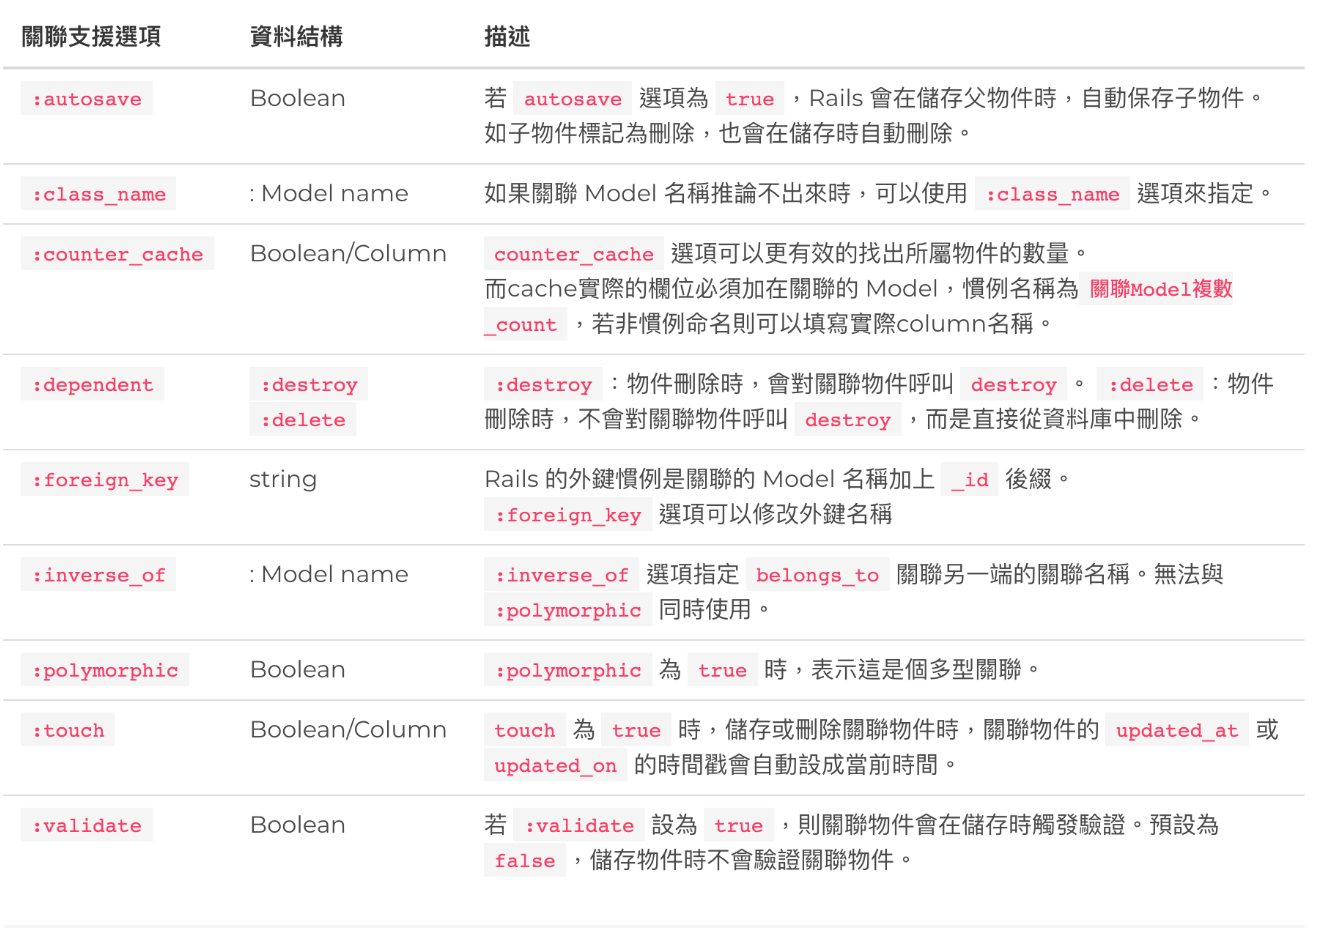 關聯支援選項 資料結構 描述
:autosave Boolean 若 autosave 選項為 true ，Rails 會在儲存父物件時，自動保存子物件。
如子物件標記為刪除，也會在儲存時自動刪除。
:class_name : Model name 如果關聯 Model 名稱推論不出來時，可以使用 :class_name 選項來指定。
:counter_cache Boolean/Column counter_cache 選項可以更有效的找出所屬物件的數量。
而cache實際的欄位必須加在關聯的 Model，慣例名稱為 關聯Model複數
_count ，若非慣例命名則可以填寫實際column名稱。
:dependent :destroy :destroy ：物件刪除時，會對關聯物件呼叫 destroy 。 :delete ：物件
:delete 刪除時，不會對關聯物件呼叫 destroy ，而是直接從資料庫中刪除。
:foreign_key string Rails 的外鍵慣例是關聯的 Model 名稱加上 _id 後綴。
:foreign_key 選項可以修改外鍵名稱
:inverse_of : Model name :inverse_of 選項指定 belongs_to 關聯另一端的關聯名稱。無法與
:polymorphic 同時使用。
:polymorphic Boolean :polymorphic 為 true 時，表示這是個多型關聯。
:touch Boolean/Column touch 為 true 時，儲存或刪除關聯物件時，關聯物件的 updated_at 或
updated_on 的時間戳會自動設成當前時間。
:validate Boolean 若 :validate 設為 true ，則關聯物件會在儲存時觸發驗證。預設為
false ，儲存物件時不會驗證關聯物件。